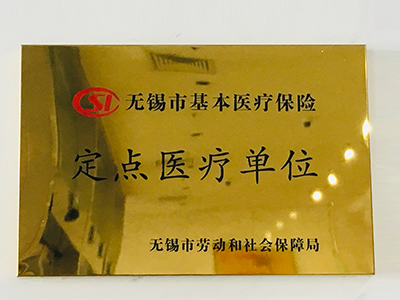 CSI 无锡市基本医疗保险
定点医疗单位
无锡市劳动和社会保障局